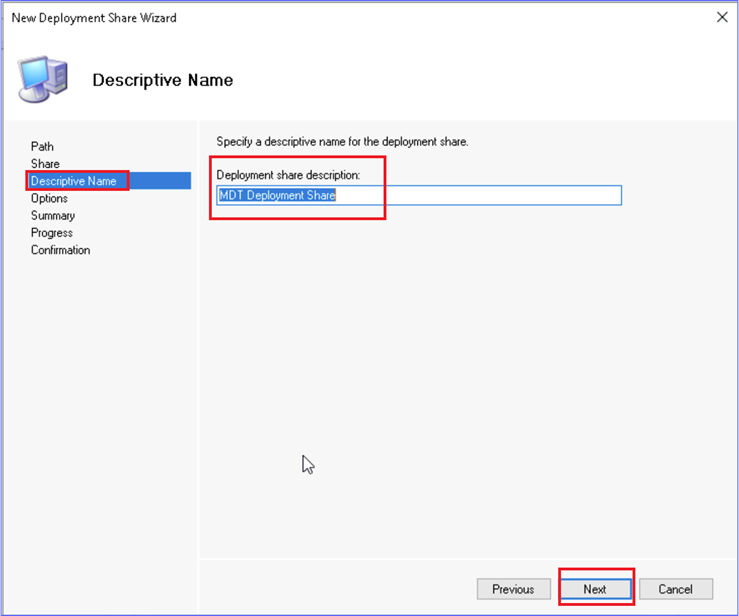 New Deployment Share Wizard
Descriptive Name
Path
Share
Descriptive Name
Options
Summary
Progress
Confirmation
Specify a descriptive name for the deployment share.
Deployment share description:
MDT Deployment Share
Previous
Next
Cancel